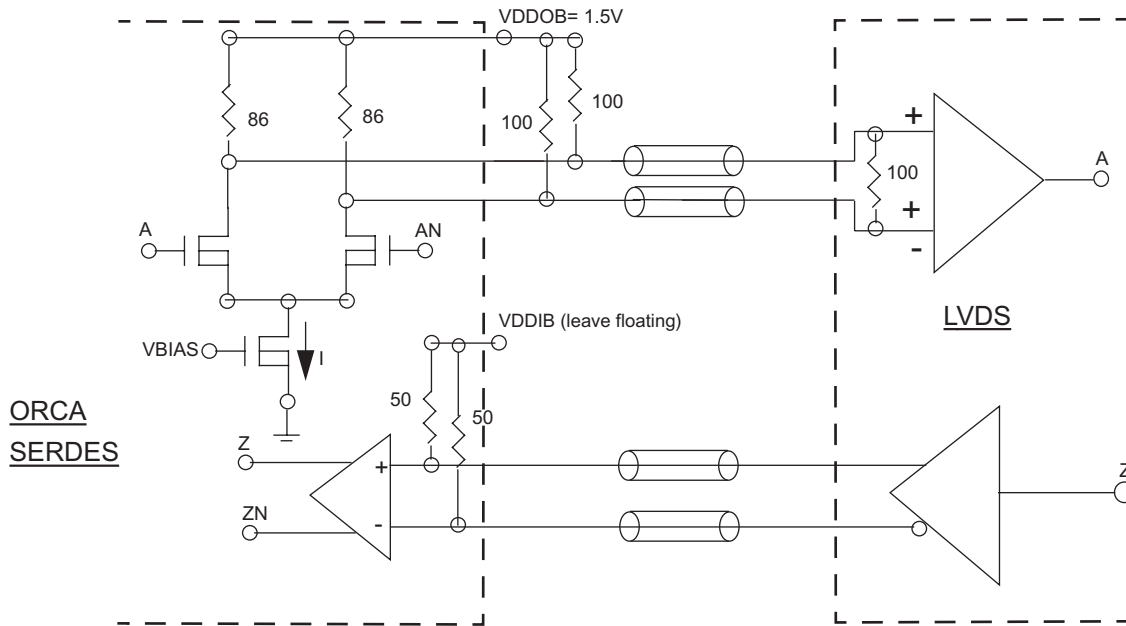 VDDOB= 1.5V
86
86
100
100
+
100
+
-
A
A
AN
LVDS
VDDIB (leave floating)
VBIAS
I
50
50
ORCA
SERDES
Z
+
Z
ZN
-